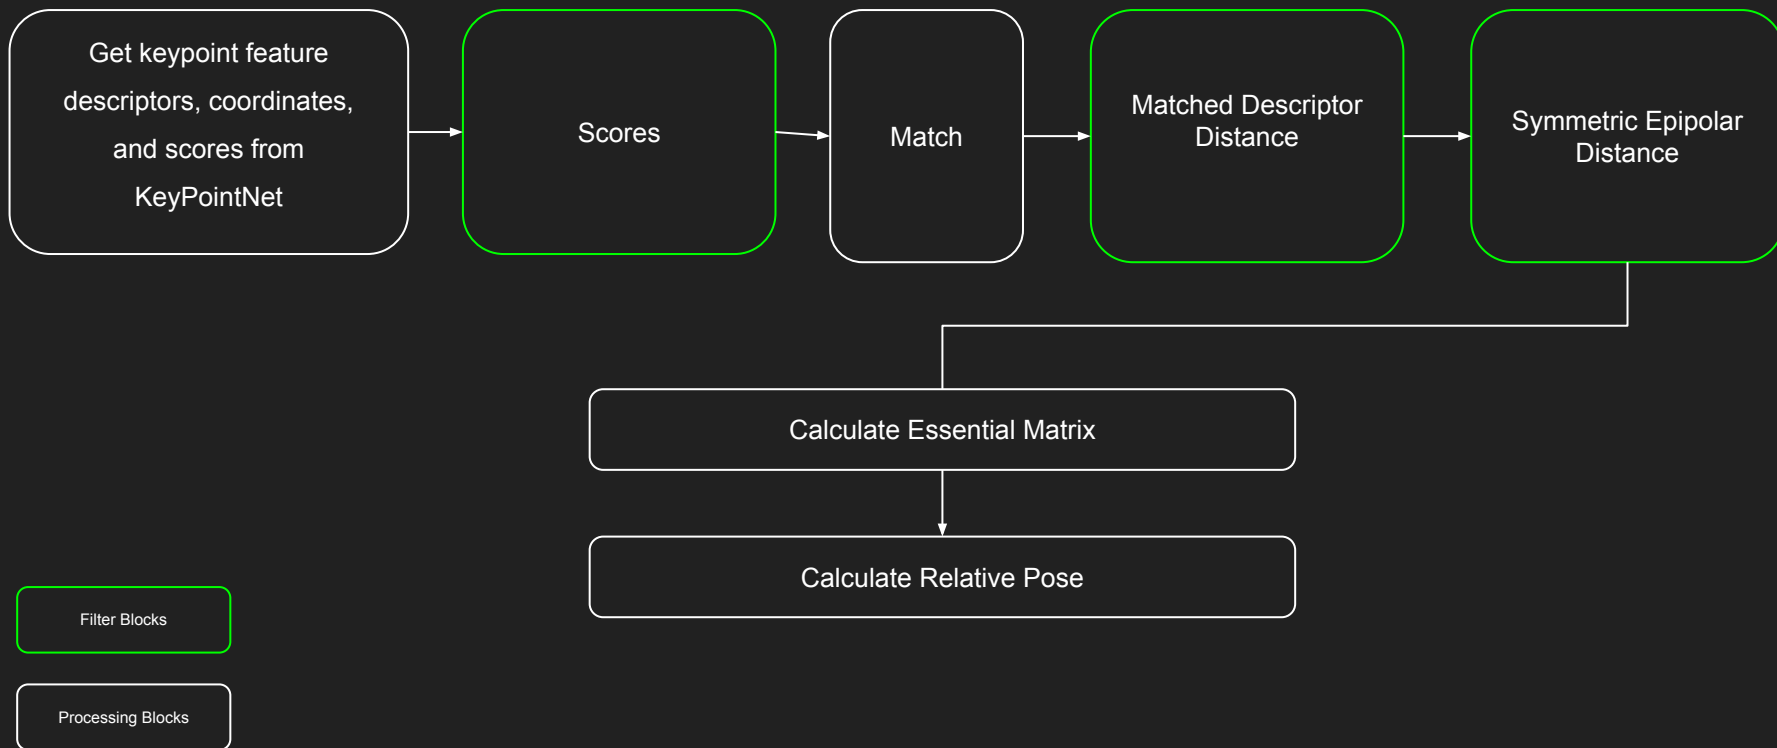 Get keypoint feature
descriptors, coordinates,
and scores from
KeyPointNet
Scores
Match
Matched Descriptor
Distance
Symmetric Epipolar
Distance
Calculate Essential Matrix
Calculate Relative Pose
Filter Blocks
Processing Blocks